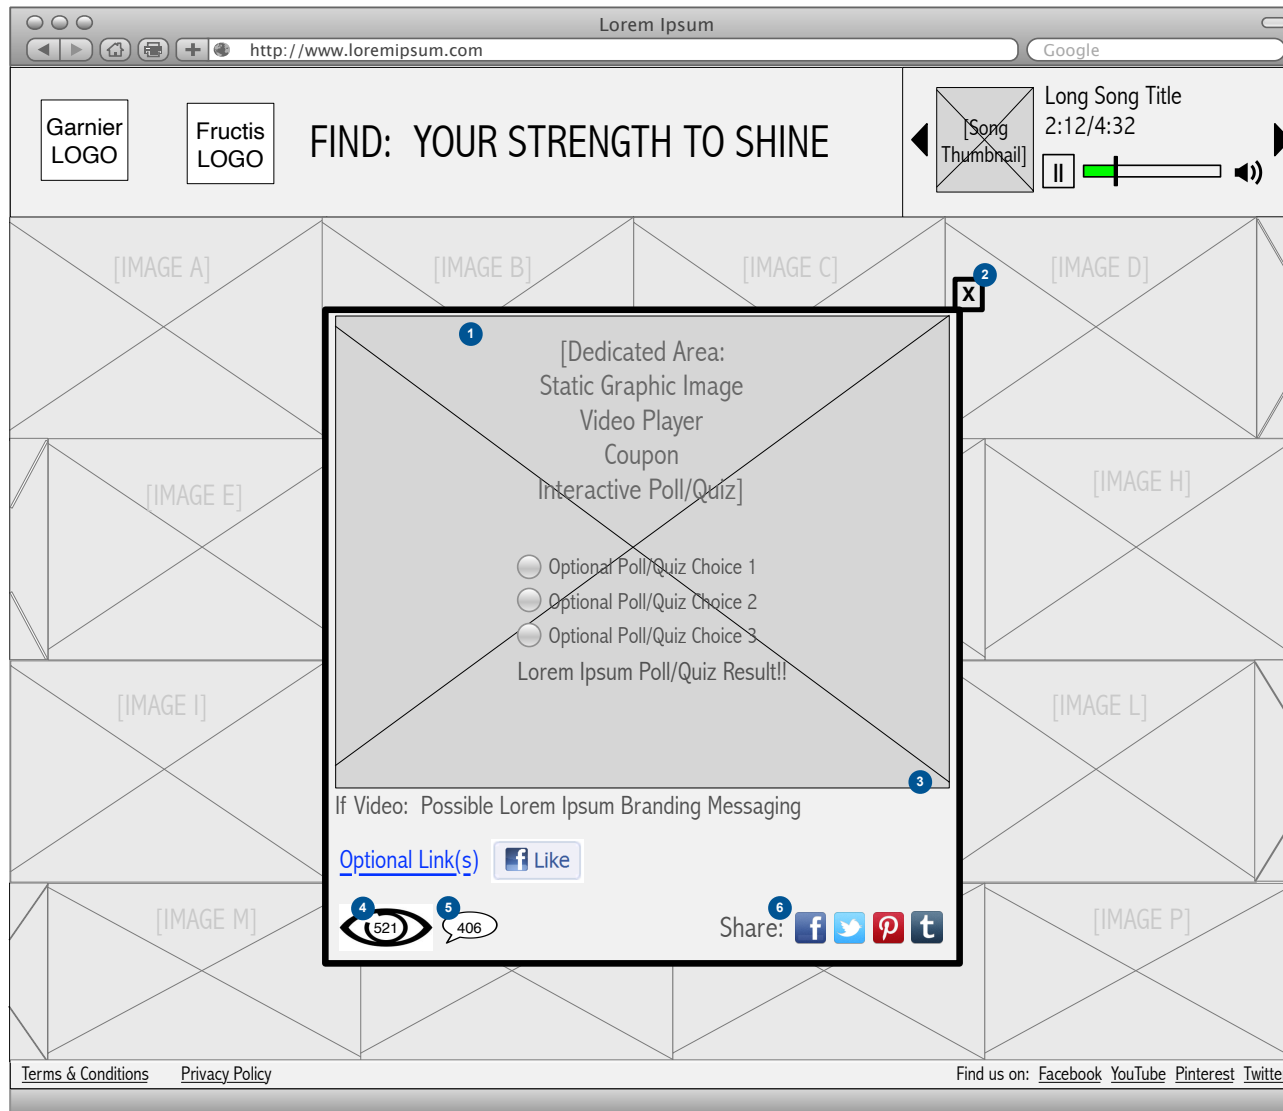 Lorem Ipsum
http://www.loremipsum.com
Google
Garnier
LOGO
Fructis
LOGO
FIND: YOUR STRENGTH TO SHINE
[Song
Thumbnail]
Long Song Title
2:12/4:32
[IMAGE A]
[IMAGE B]
[IMAGE C]
[IMAGE D]
2
X
1
[Dedicated Area:
Static Graphic Image
Video Player
Coupon
Interactive Poll/Quiz]
[IMAGE E]
[IMAGE H]
Optional Poll/Quiz Choice 1
Optional Poll/Quiz Choice 2
Optional Poll/Quiz Choice 3
Lorem Ipsum Poll/Quiz Result!!
[IMAGE I]
[IMAGE L]
3
If Video: Possible Lorem Ipsum Branding Messaging
Optional Link(s)
f Like
[IMAGE M]
[IMAGE P]
4
521
5
406
6
Share:
Terms & Conditions
Privacy Policy
Find us on: Facebook YouTube Pinterest Twitte